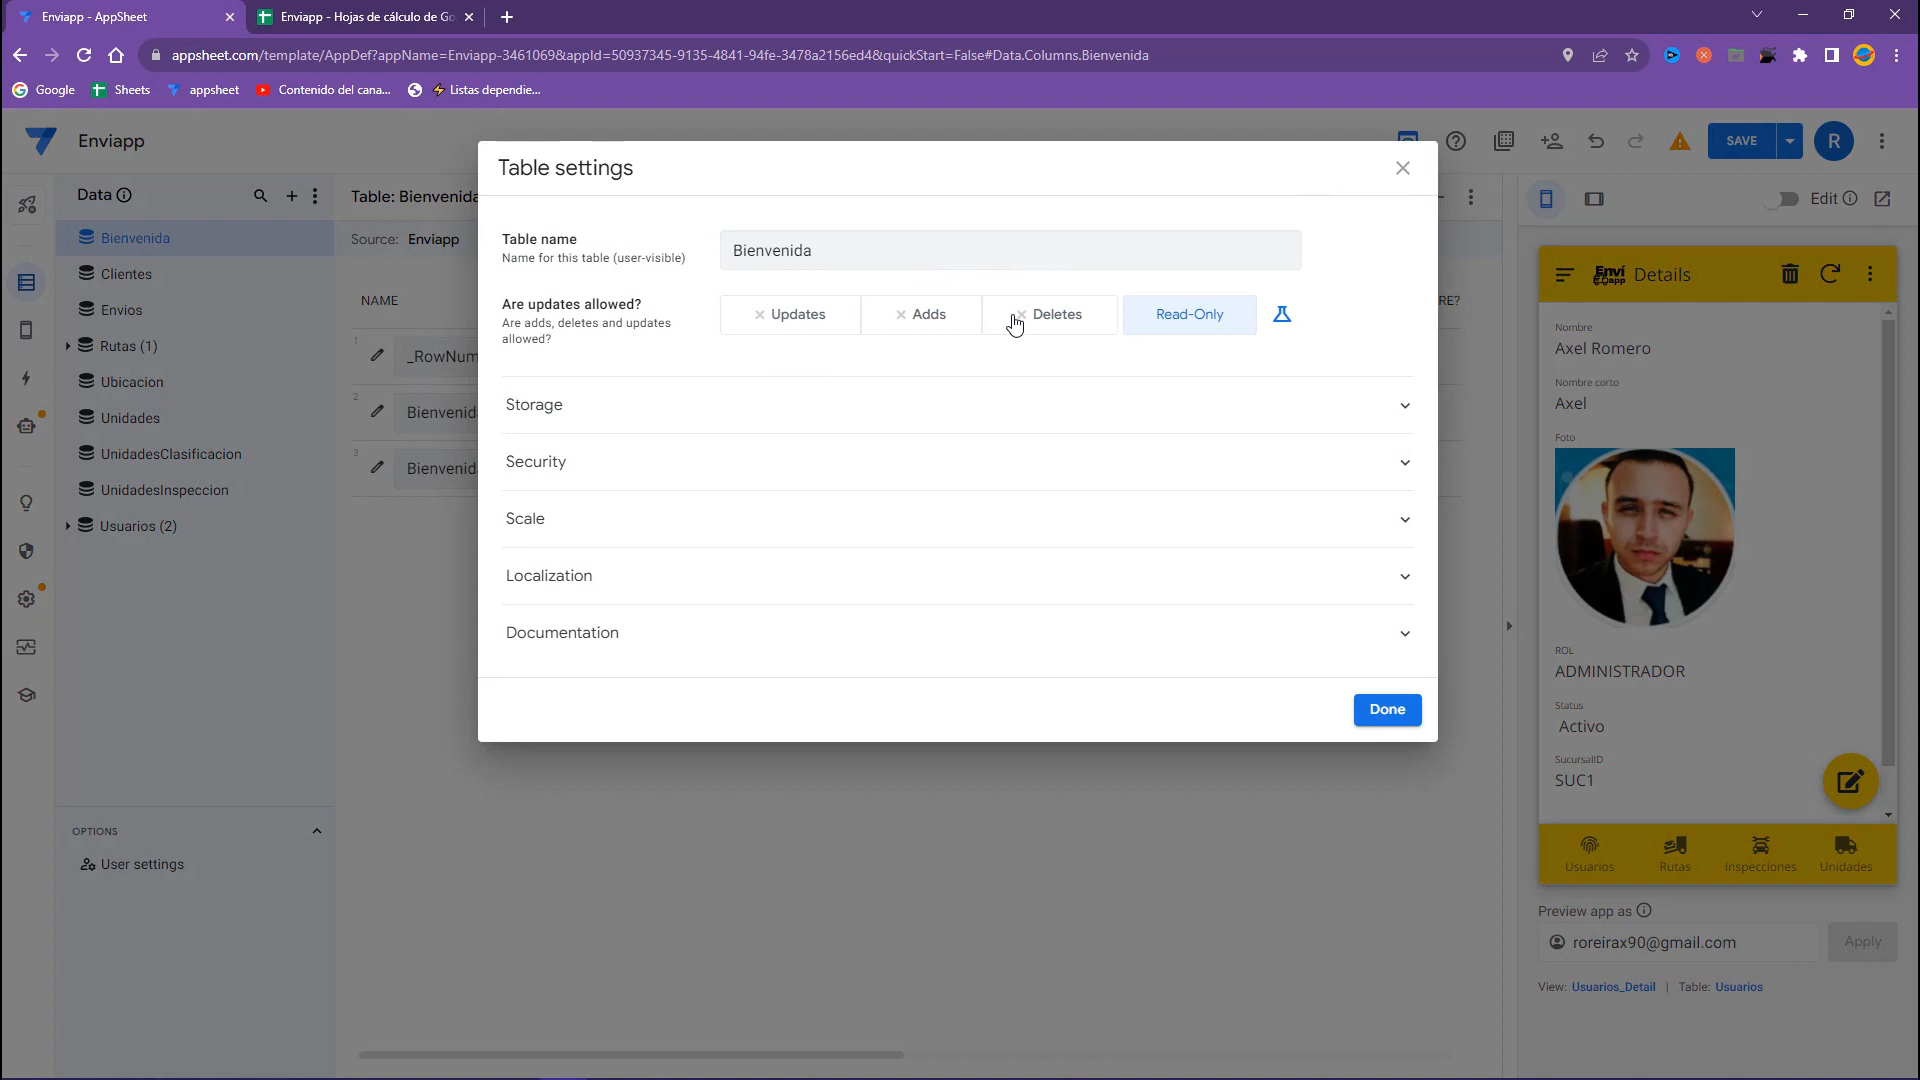 Enviapp - AppSheet
Enviapp - Hojas de cálculo de Go
appsheet.com/template/AppDef?appName=Enviapp-3461069&appId=50937345-9135-4841-94fe-3478a2156ed4&quickStart=False#Data.Columns.Bienvenida
Google
Sheets
appsheet
Contenido del cana...
Listas dependie...
Enviapp
SAVE
R
Data
Bienvenida
Clientes
Envios
Rutas (1)
Ubicacion
Unidades
UnidadesClasificacion
UnidadesInspeccion
Usuarios (2)
OPTIONS
User settings
Table: Bienvenida
Source: Enviapp
NAME
RE?
1
_RowNum
2
Bienvenid
3
Bienvenid
Table settings
Table name
Name for this table (user-visible)
Bienvenida
Are updates allowed?
Are adds, deletes and updates
allowed?
Updates
Adds
Deletes
Read-Only
Storage
Security
Scale
Localization
Documentation
Done
Edit
Enví
app
Details
Nombre
Axel Romero
Nombre corto
Axel
Foto
ROL
ADMINISTRADOR
Status
Activo
SucursalID
SUC1
Usuarios
Rutas
Inspecciones
Unidades
Preview app as
roreirax90@gmail.com
Apply
View: Usuarios_Detail | Table: Usuarios